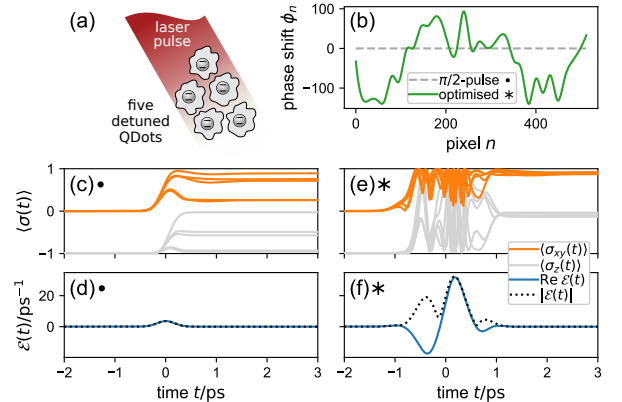 (a)
laser
pulse
five
detuned
QDots
(b)
phase shift ϕₙ
100
0
−100
0
200
400
pixel n
π/2-pulse •
optimised ∗
(c) •
⟨σ(t)⟩
1
0
−1
(e) ∗
⟨σxy(t)⟩
⟨σz(t)⟩
Re ℰ(t)
|ℰ(t)|
(d) •
ℰ(t)/ps⁻¹
20
0
−2 −1 0 1 2 3
time t/ps
(f) ∗
−2 −1 0 1 2 3
time t/ps